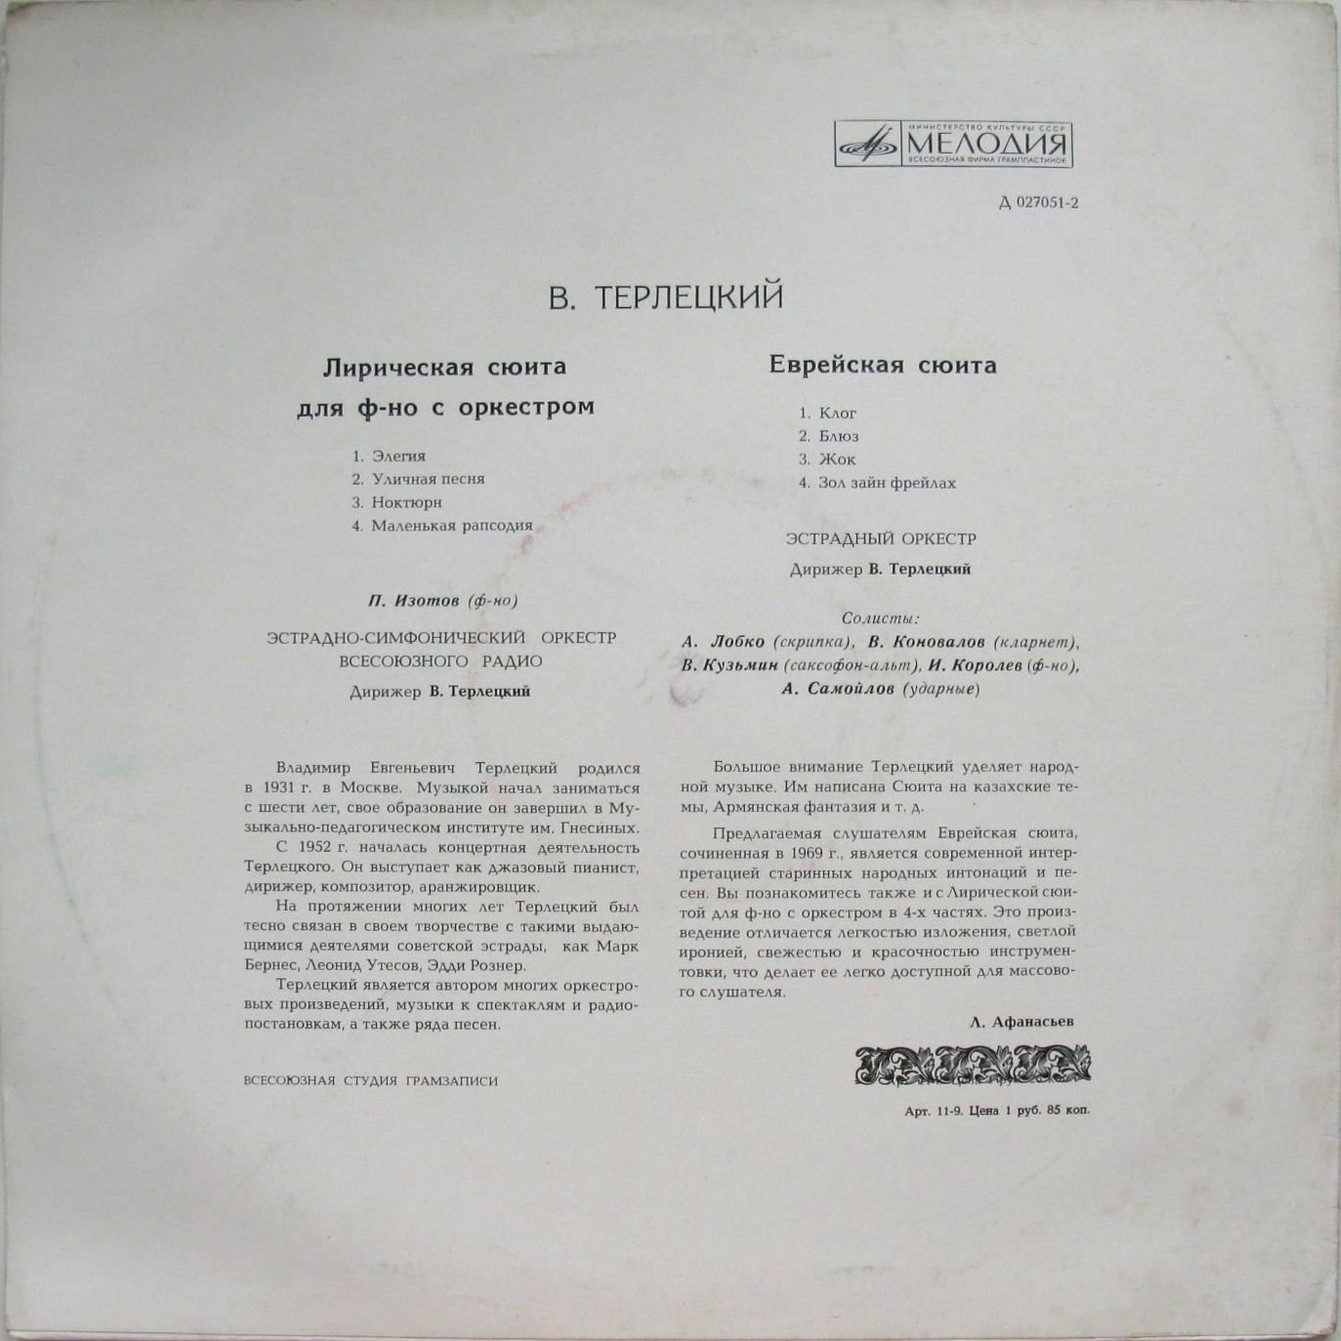 МИНИСТЕРСТВО КУЛЬТУРЫ СССР
МЕЛОДИЯ
ВСЕСОЮЗНАЯ ФИРМА ГРАМПЛАСТИНОК
Д 027051-2
В. ТЕРЛЕЦКИЙ
Лирическая сюита
для ф-но с оркестром
1. Элегия
2. Уличная песня
3. Ноктюрн
4. Маленькая рапсодия
П. Изотов (ф-но)
ЭСТРАДНО-СИМФОНИЧЕСКИЙ ОРКЕСТР
ВСЕСОЮЗНОГО РАДИО
Дирижер В. Терлецкий
Еврейская сюита
1. Клог
2. Блюз
3. Жок
4. Зол зайн фрейлах
ЭСТРАДНЫЙ ОРКЕСТР
Дирижер В. Терлецкий
Солисты:
А. Лобко (скрипка), В. Коновалов (кларнет),
В. Кузьмин (саксофон-альт), И. Королев (ф-но),
А. Самойлов (ударные)
Владимир Евгеньевич Терлецкий родился
в 1931 г. в Москве. Музыкой начал заниматься
с шести лет, свое образование он завершил в Му-
зыкально-педагогическом институте им. Гнесиных.
С 1952 г. началась концертная деятельность
Терлецкого. Он выступает как джазовый пианист,
дирижер, композитор, аранжировщик.
На протяжении многих лет Терлецкий был
тесно связан в своем творчестве с такими выдаю-
щимися деятелями советской эстрады, как Марк
Бернес, Леонид Утесов, Эдди Рознер.
Терлецкий является автором многих оркестро-
вых произведений, музыки к спектаклям и радио-
постановкам, а также ряда песен.
Большое внимание Терлецкий уделяет народ-
ной музыке. Им написана Сюита на казахские те-
мы, Армянская фантазия и т. д.
Предлагаемая слушателям Еврейская сюита,
сочиненная в 1969 г., является современной интер-
претацией старинных народных интонаций и пе-
сен. Вы познакомитесь также и с Лирической сюи-
той для ф-но с оркестром в 4-х частях. Это произ-
ведение отличается легкостью изложения, светлой
иронией, свежестью и красочностью инструмен-
товки, что делает ее легко доступной для массово-
го слушателя.
Л. Афанасьев
ВСЕСОЮЗНАЯ СТУДИЯ ГРАМЗАПИСИ
Арт. 11-9. Цена 1 руб. 85 коп.